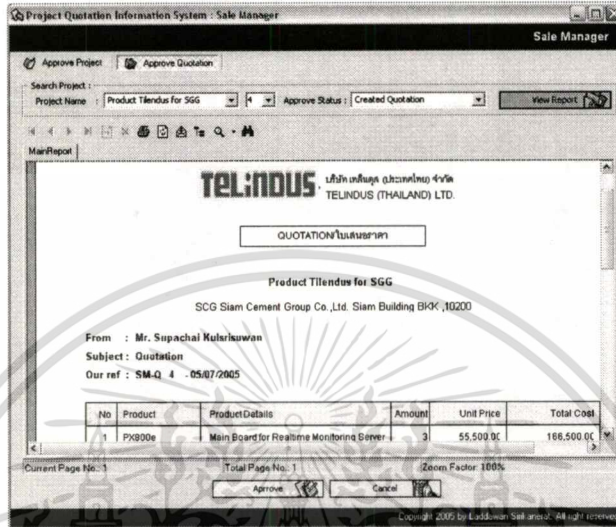 Project Quotation Information System : Sale Manager
Sale Manager
Approve Project Approve Quotation
Search Project :
Project Name : Product Tilendus for SGG 4 Approve Status : Created Quotation View Report
MainReport
TELINDUS บริษัท เทลินดุส (ประเทศไทย) จำกัด
TELINDUS (THAILAND) LTD.
QUOTATION/ใบเสนอราคา
Product Tilendus for SGG
SCG Siam Cement Group Co.,Ltd. Siam Building BKK ,10200
From : Mr. Supachai Kulsrisuwan
Subject : Quotation
Our ref : SM-Q 4 - 05/07/2005
No Product Product Details Amount Unit Price Total Cost
1 PX800e Main Board for Realtime Monitoring Server 3 55,500.00 166,500.00
Current Page No.: 1 Total Page No.: 1 Zoom Factor: 100%
Aprrove Cancel
Copyright 2005 by Laddawan All right reserve